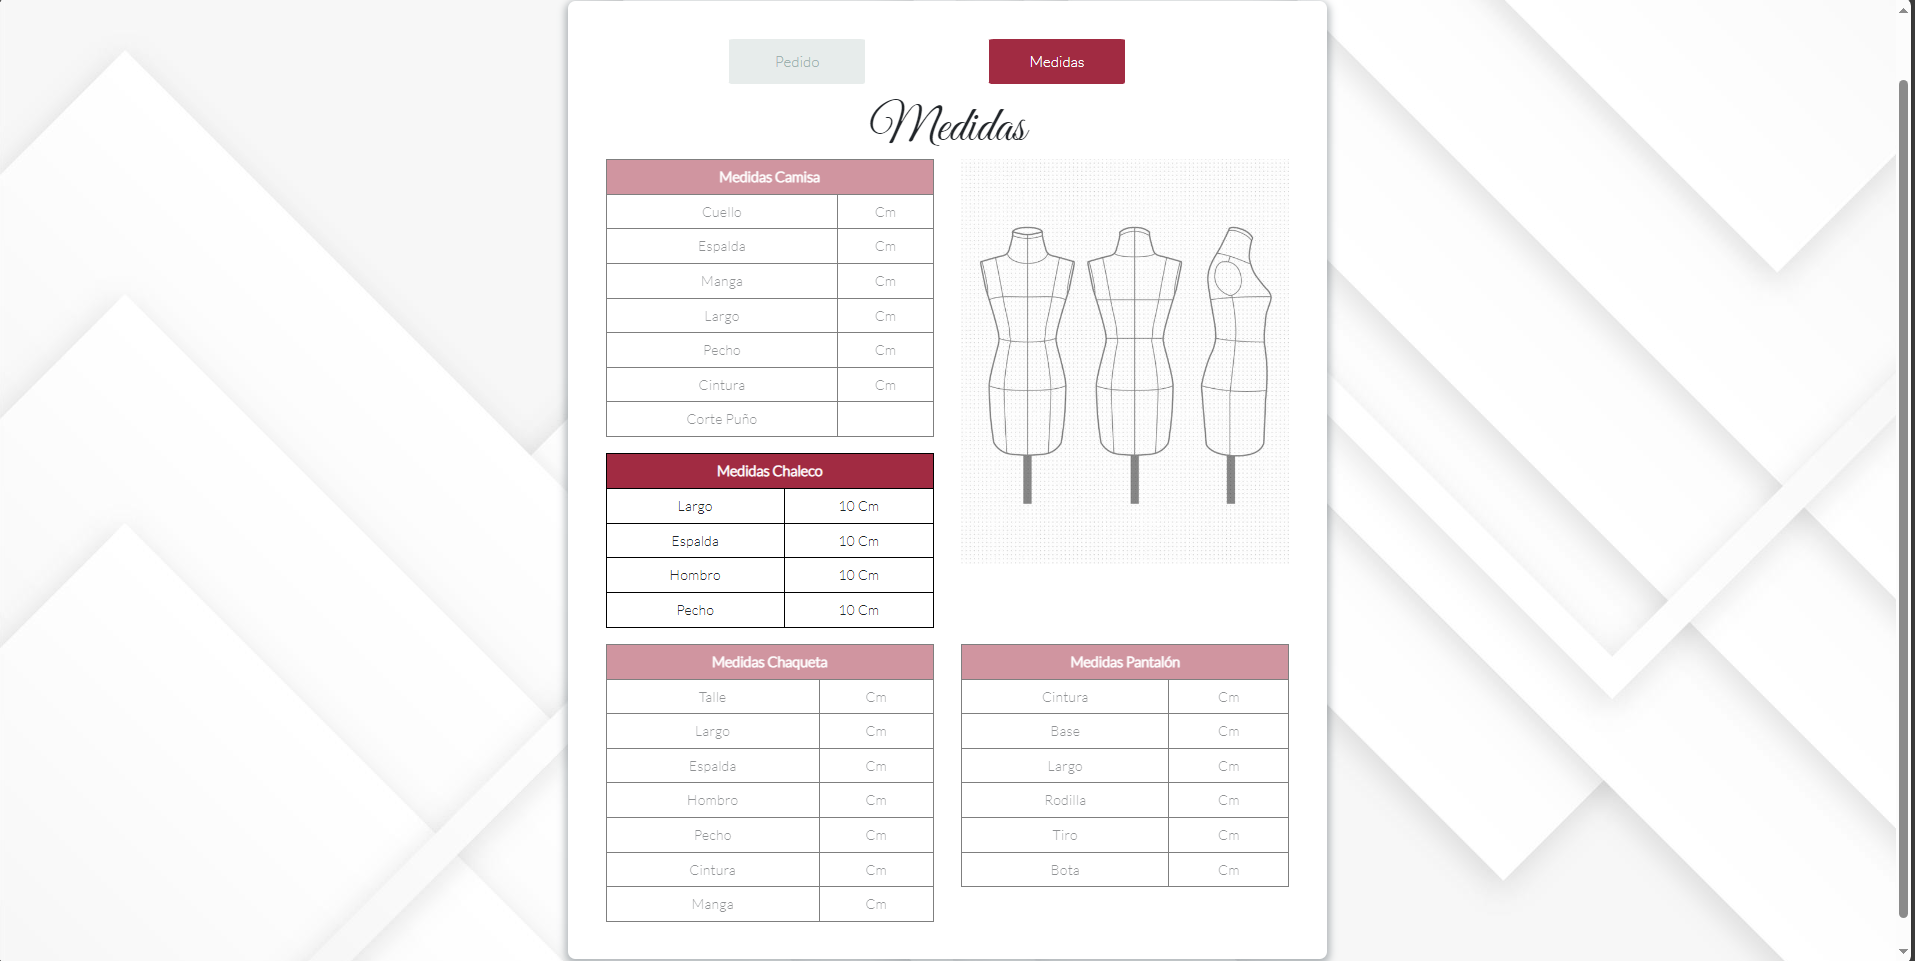 Pedido
Medidas
Medidas
Medidas Camisa
Cuello Cm
Espalda Cm
Manga Cm
Largo Cm
Pecho Cm
Cintura Cm
Corte Puño
Medidas Chaleco
Largo 10 Cm
Espalda 10 Cm
Hombro 10 Cm
Pecho 10 Cm
Medidas Chaqueta
Talle Cm
Largo Cm
Espalda Cm
Hombro Cm
Pecho Cm
Cintura Cm
Manga Cm
Medidas Pantalón
Cintura Cm
Base Cm
Largo Cm
Rodilla Cm
Tiro Cm
Bota Cm